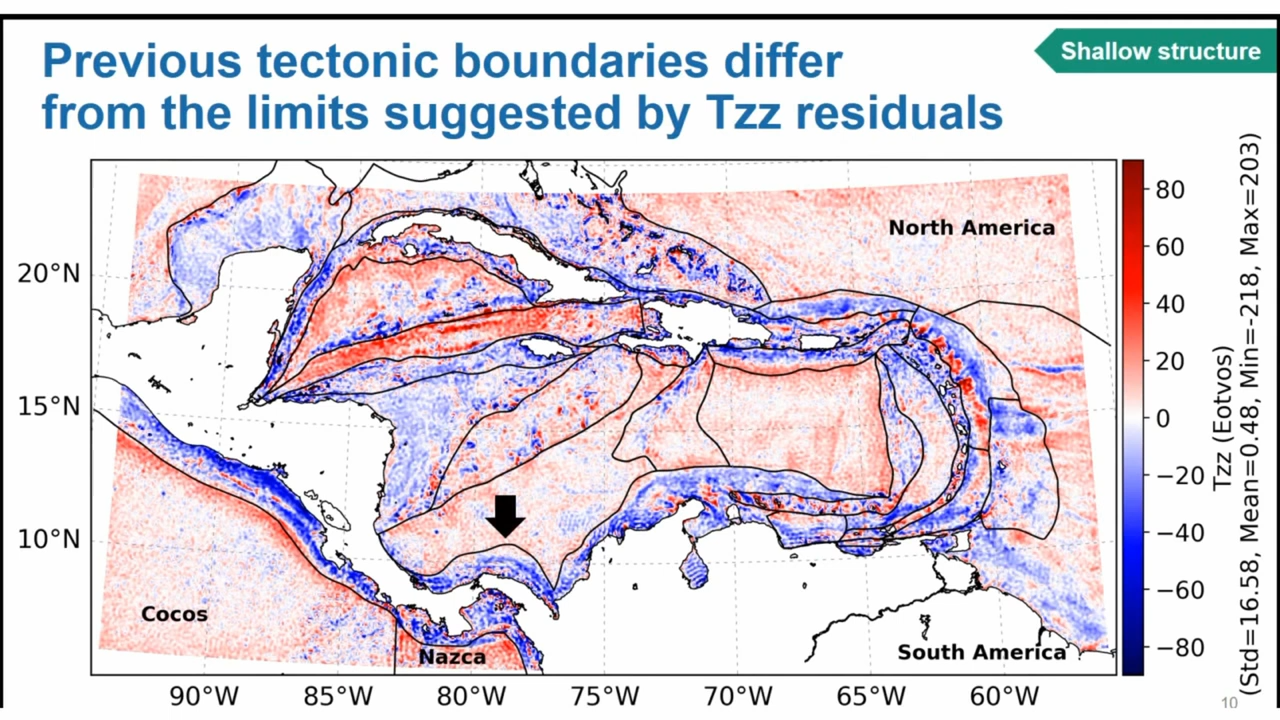 Previous tectonic boundaries differ
from the limits suggested by Tzz residuals
Shallow structure
North America
Cocos
Nazca
South America
20°N
15°N
10°N
90°W
85°W
80°W
75°W
70°W
65°W
60°W
80
60
40
20
0
−20
−40
−60
−80
Tzz (Eotvos)
(Std=16.58, Mean=0.48, Min=-218, Max=203)
10